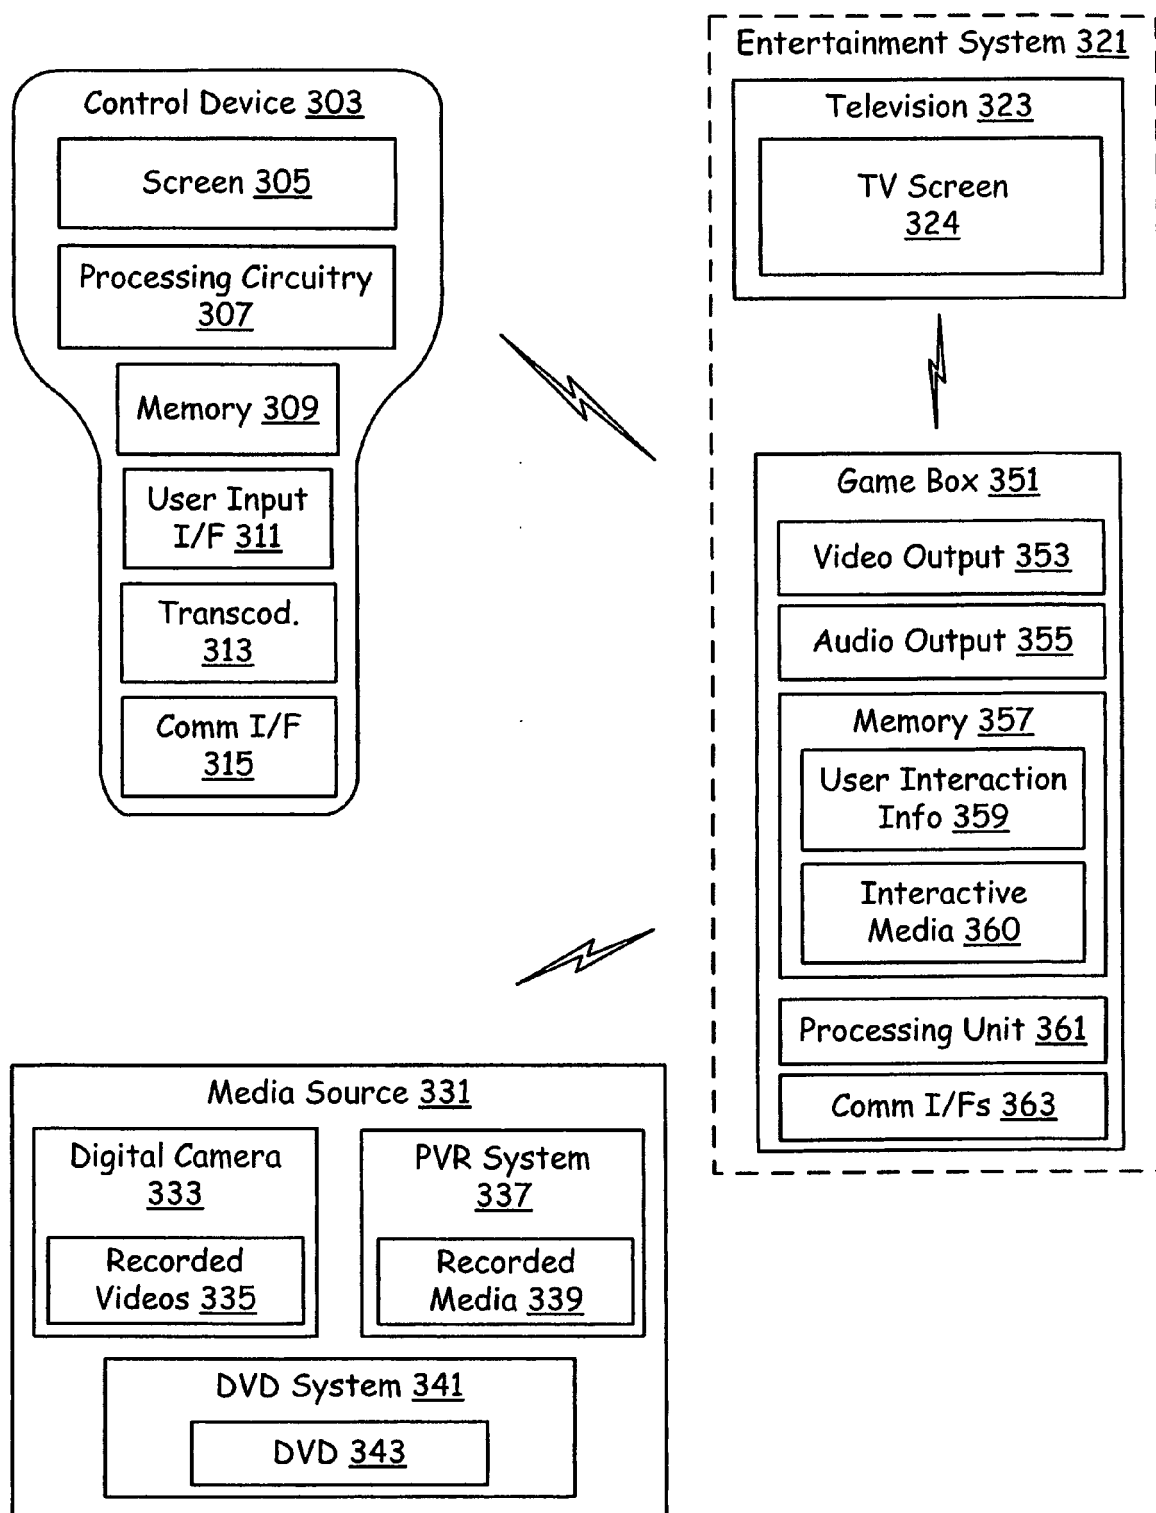 Control Device 303
Screen 305
Processing Circuitry
307
Memory 309
User Input
I/F 311
Transcod.
313
Comm I/F
315
Entertainment System 321
Television 323
TV Screen
324
Game Box 351
Video Output 353
Audio Output 355
Memory 357
User Interaction
Info 359
Interactive
Media 360
Processing Unit 361
Comm I/Fs 363
Media Source 331
Digital Camera
333
Recorded
Videos 335
PVR System
337
Recorded
Media 339
DVD System 341
DVD 343